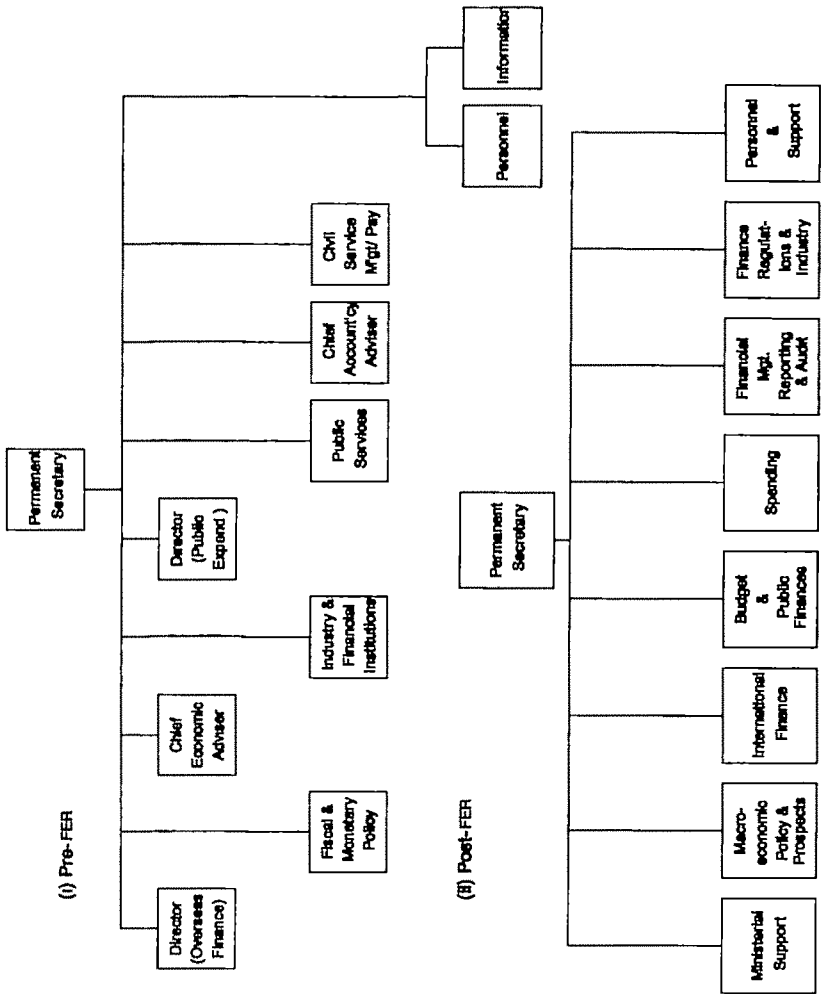 (i) Pre-FER
Permanent
Secretary
Director
(Overseas
Finance)
Fiscal &
Monetary
Policy
Chief
Economic
Adviser
Industry &
Financial
Institutions
Director
(Public
Expend)
Public
Services
Chief
Account'cy
Adviser
Civil
Service
M'gt/ Pay
Personnel
Information
(ii) Post-FER
Permanent
Secretary
Ministerial
Support
Macro-
economic
Policy &
Prospects
International
Finance
Budget
&
Public
Finances
Spending
Financial
Mgt.
Reporting
& Audit
Finance
Regulat-
ions &
Industry
Personnel
&
Support